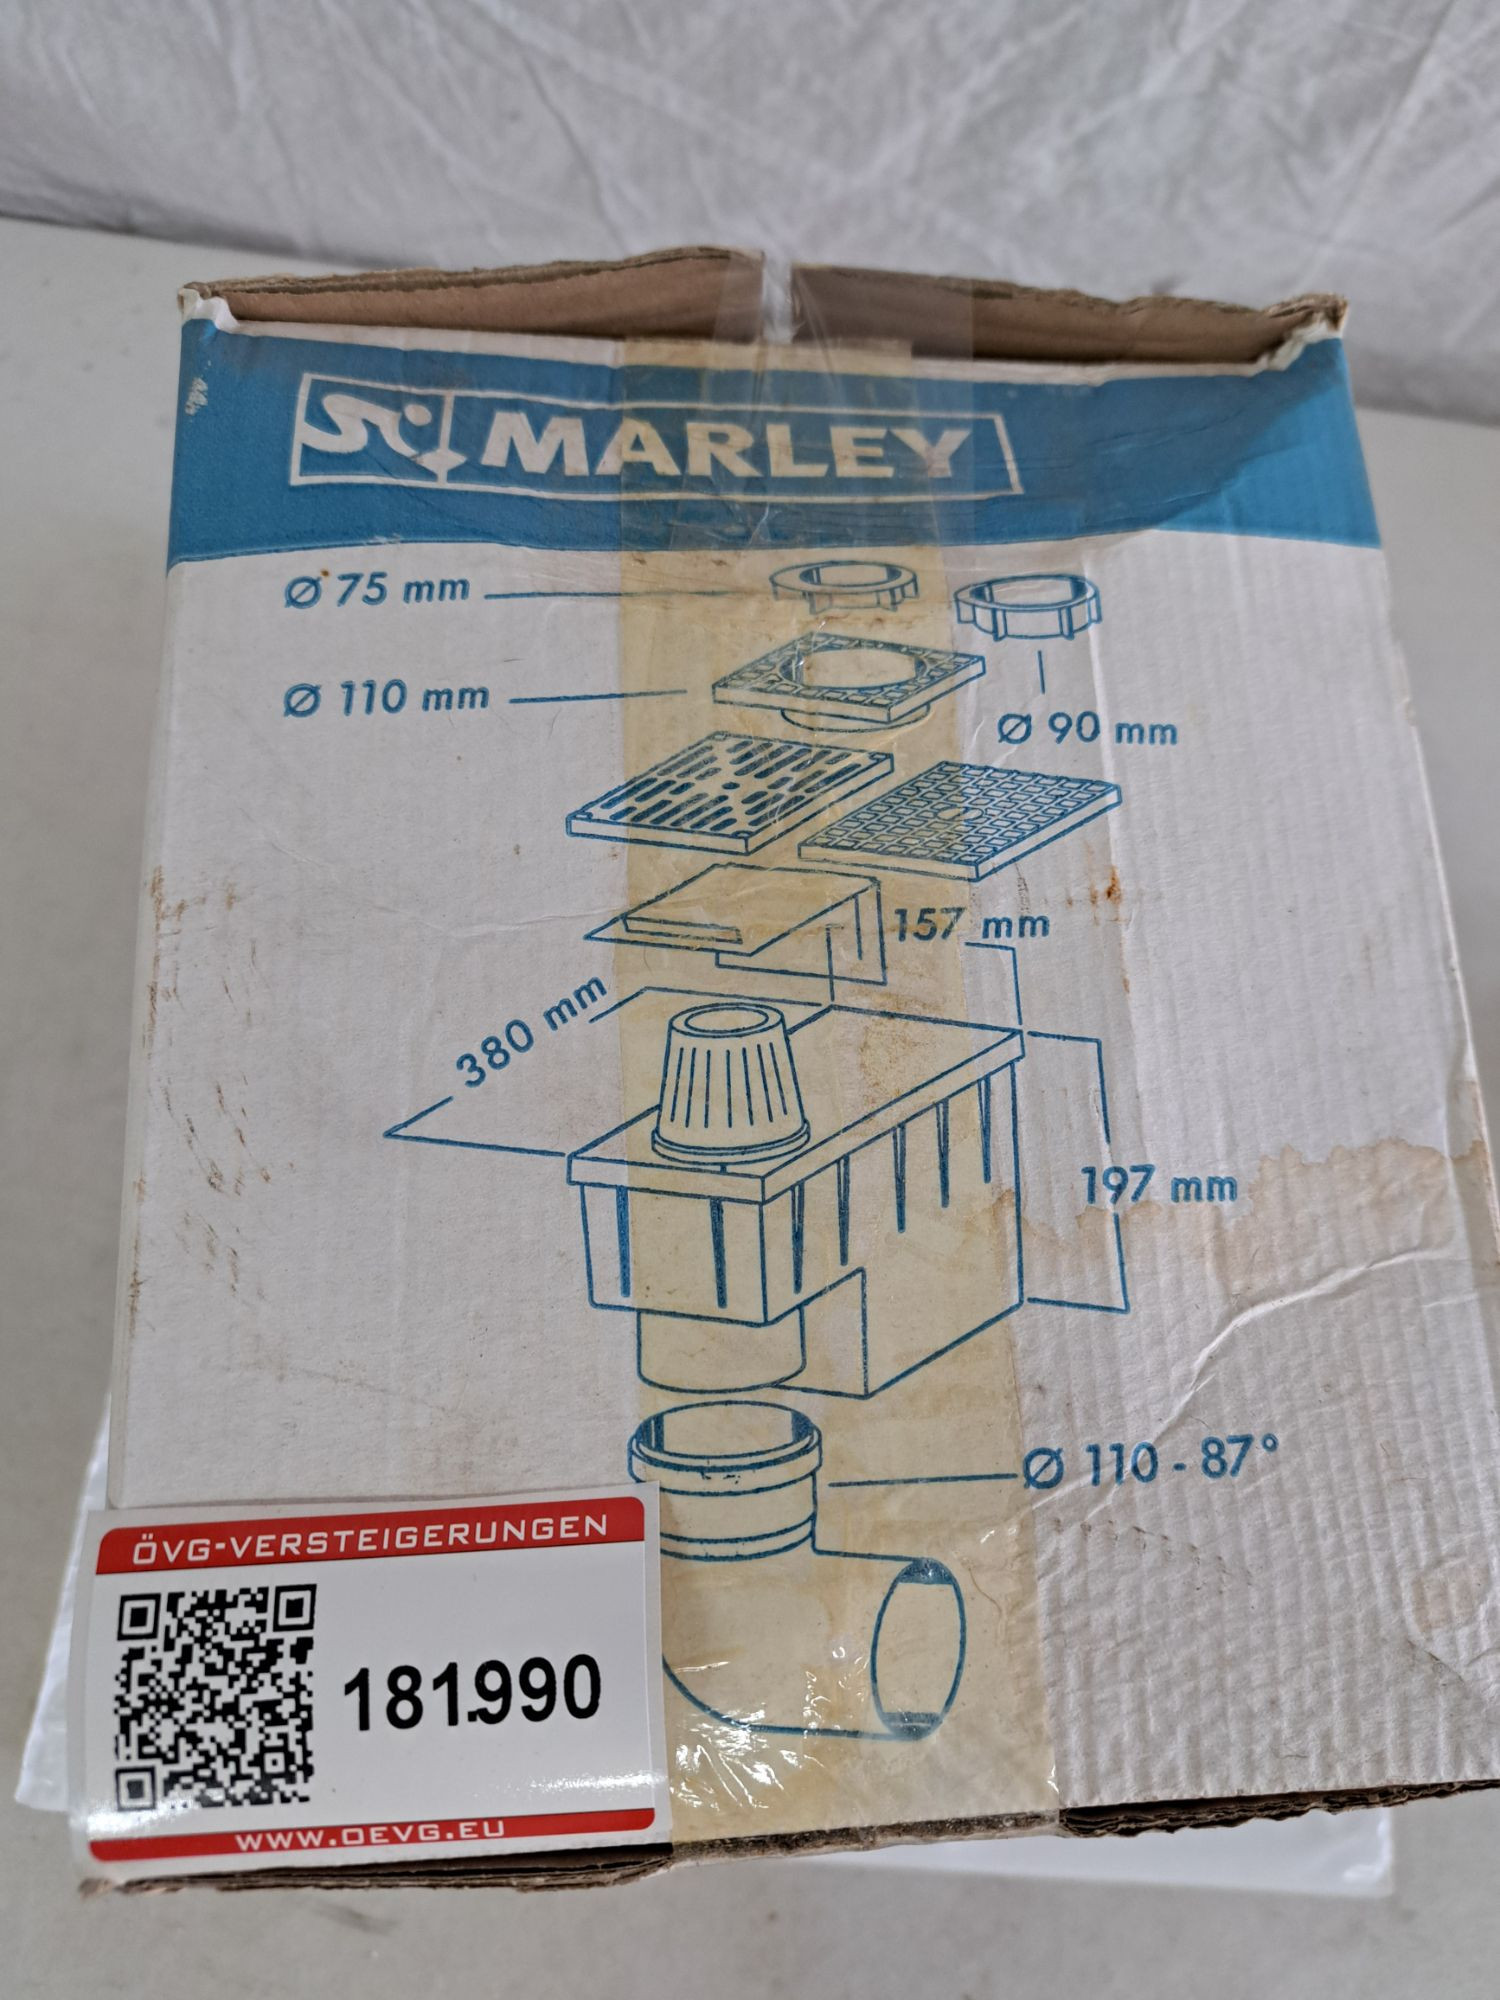 MARLEY
Ø 75 mm
Ø 110 mm
Ø 90 mm
157 mm
380 mm
197 mm
Ø 110 - 87°
ÖVG-VERSTEIGERUNGEN
181.990
WWW.OEVG.EU